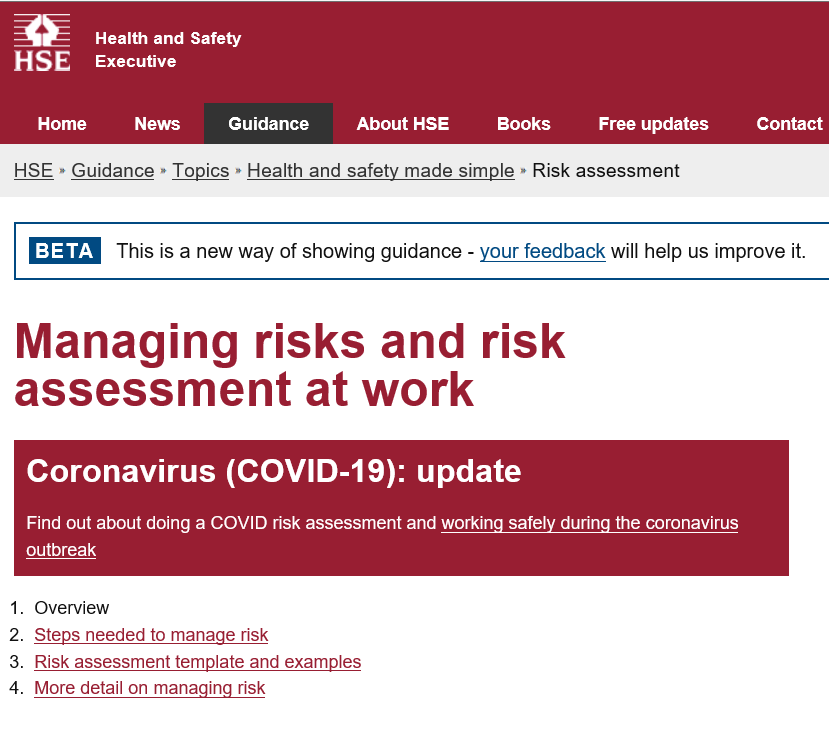 HSE
Health and Safety
Executive
Home News Guidance About HSE Books Free updates Contact
HSE » Guidance » Topics » Health and safety made simple » Risk assessment
BETA This is a new way of showing guidance - your feedback will help us improve it.
Managing risks and risk
assessment at work
Coronavirus (COVID-19): update
Find out about doing a COVID risk assessment and working safely during the coronavirus
outbreak
1. Overview
2. Steps needed to manage risk
3. Risk assessment template and examples
4. More detail on managing risk